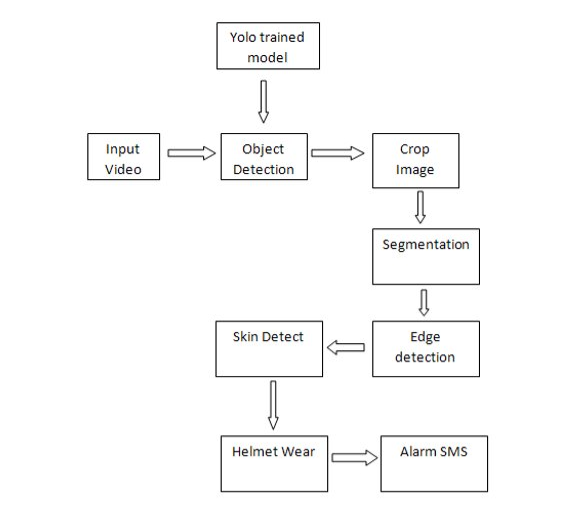 Yolo trained
model
Input
Video
Object
Detection
Crop
Image
Segmentation
Skin Detect
Edge
detection
Helmet Wear
Alarm SMS